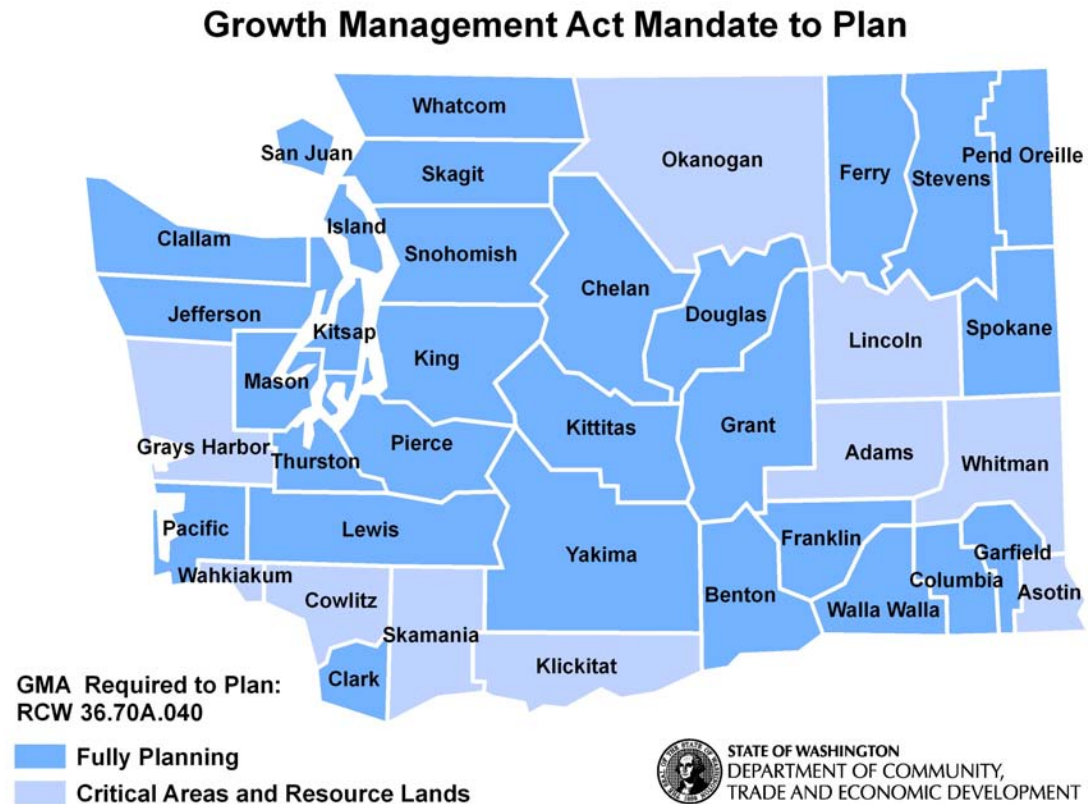 Growth Management Act Mandate to Plan
Whatcom
San Juan
Okanogan
Skagit
Ferry
Stevens
Pend Oreille
Island
Clallam
Snohomish
Chelan
Douglas
Jefferson
Kitsap
Lincoln
Spokane
King
Mason
Kittitas
Grant
Grays Harbor
Thurston
Pierce
Adams
Whitman
Pacific
Lewis
Yakima
Franklin
Garfield
Wahkiakum
Columbia
Cowlitz
Benton
Walla Walla
Asotin
Skamania
Clark
Klickitat
GMA Required to Plan:
RCW 36.70A.040
Fully Planning
Critical Areas and Resource Lands
STATE OF WASHINGTON
DEPARTMENT OF COMMUNITY,
TRADE AND ECONOMIC DEVELOPMENT